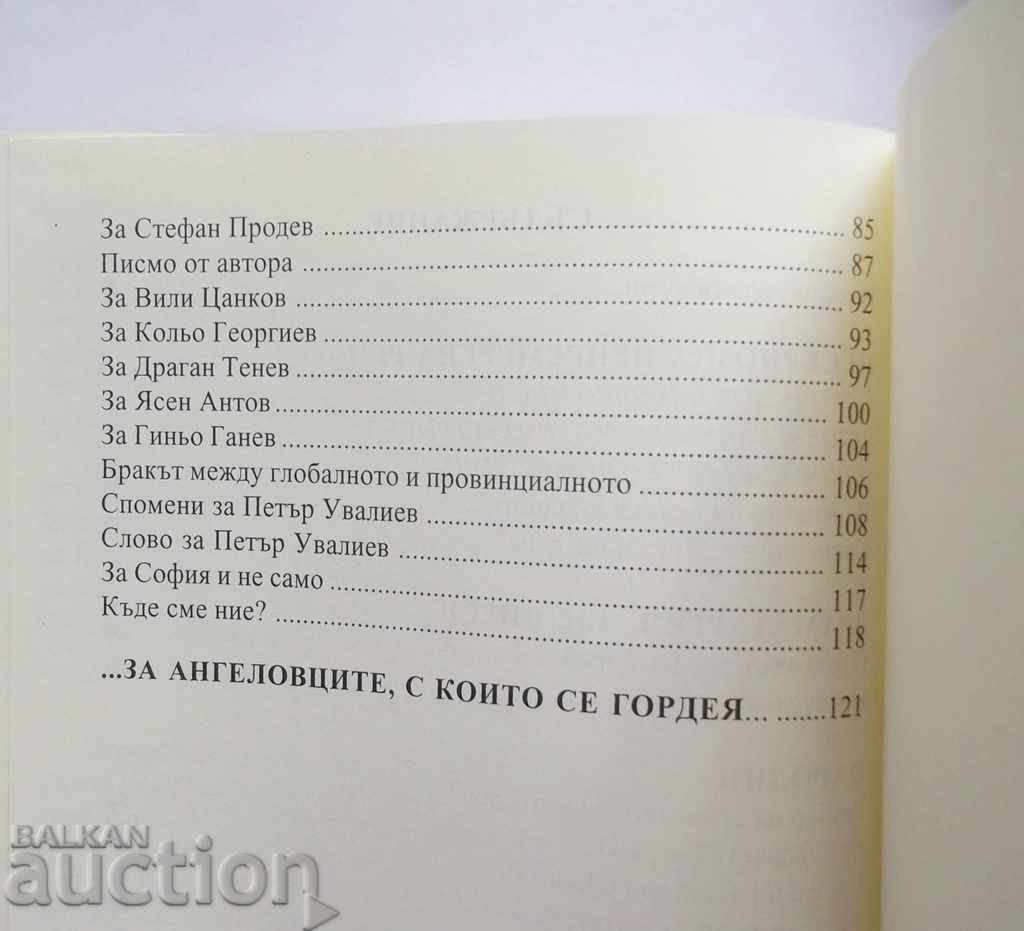 За Стефан Продев ........ 85
Писмо от автора ........ 87
За Вили Цанков ........ 92
За Кольо Георгиев ........ 93
За Драган Тенев ........ 97
За Ясен Антов ........ 100
За Гиньо Ганев ........ 104
Бракът между глобалното и провинциалното ........ 106
Спомени за Петър Увалиев ........ 108
Слово за Петър Увалиев ........ 114
За София и не само ........ 117
Къде сме ние? ........ 118
...ЗА АНГЕЛОВЦИТЕ, С КОИТО СЕ ГОРДЕЯ... .......121
BALKAN
auction